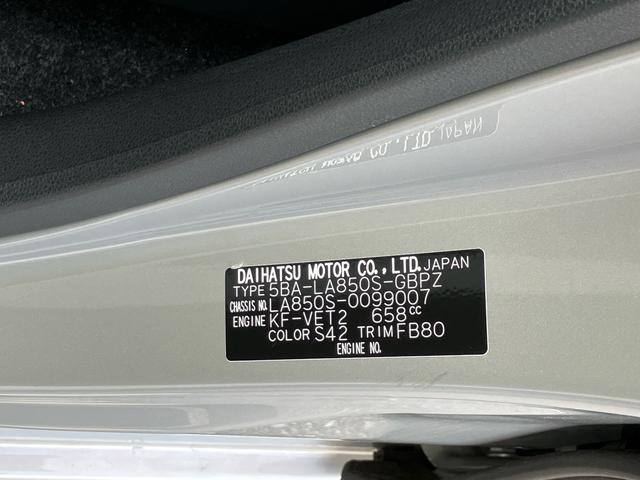 DAIHATSU MOTOR CO., LTD. JAPAN
TYPE 5BA-LA850S-GBPZ
CHASSIS NO. LA850S-0099007
ENGINE KF-VET2 658cc
COLOR S42 TRIM FB80
ENGINE NO.